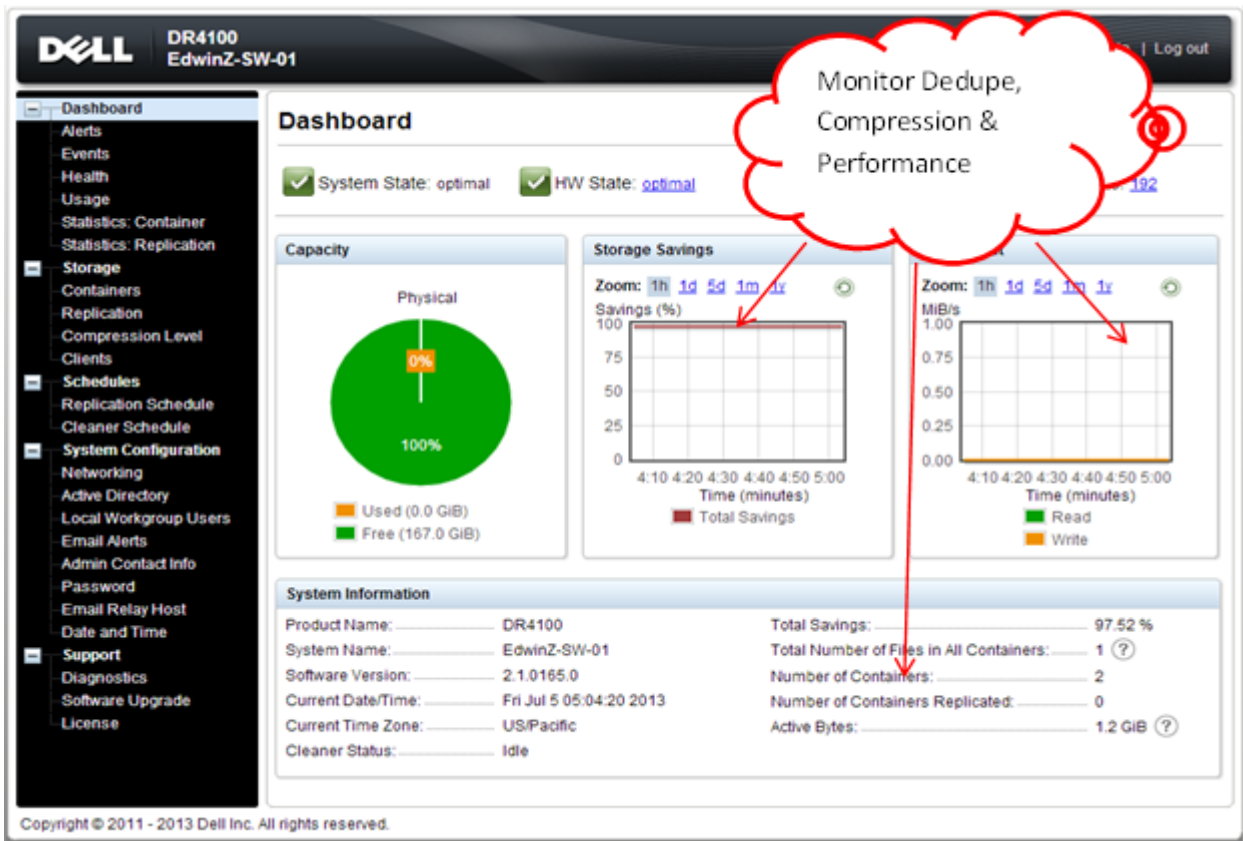 DELL
DR4100
EdwinZ-SW-01
| Log out
Monitor Dedupe,
Compression &
Performance
Dashboard
Alerts
Events
Health
Usage
Statistics: Container
Statistics: Replication
Storage
Containers
Replication
Compression Level
Clients
Schedules
Replication Schedule
Cleaner Schedule
System Configuration
Networking
Active Directory
Local Workgroup Users
Email Alerts
Admin Contact Info
Password
Email Relay Host
Date and Time
Support
Diagnostics
Software Upgrade
License
Dashboard
System State: optimal
HW State: optimal
192
Capacity
Physical
0%
100%
Used (0.0 GiB)
Free (167.0 GiB)
Storage Savings
Zoom: 1h 1d 5d 1m 1y
Savings (%)
100
75
50
25
0
4:10 4:20 4:30 4:40 4:50 5:00
Time (minutes)
Total Savings
Zoom: 1h 1d 5d 1m 1y
MiB/s
1.00
0.75
0.50
0.25
0.00
4:10 4:20 4:30 4:40 4:50 5:00
Time (minutes)
Read
Write
System Information
Product Name: DR4100
System Name: EdwinZ-SW-01
Software Version: 2.1.0165.0
Current Date/Time: Fri Jul 5 05:04:20 2013
Current Time Zone: US/Pacific
Cleaner Status: Idle
Total Savings: 97.52 %
Total Number of Files in All Containers: 1 ?
Number of Containers: 2
Number of Containers Replicated: 0
Active Bytes: 1.2 GiB ?
Copyright © 2011 - 2013 Dell Inc. All rights reserved.